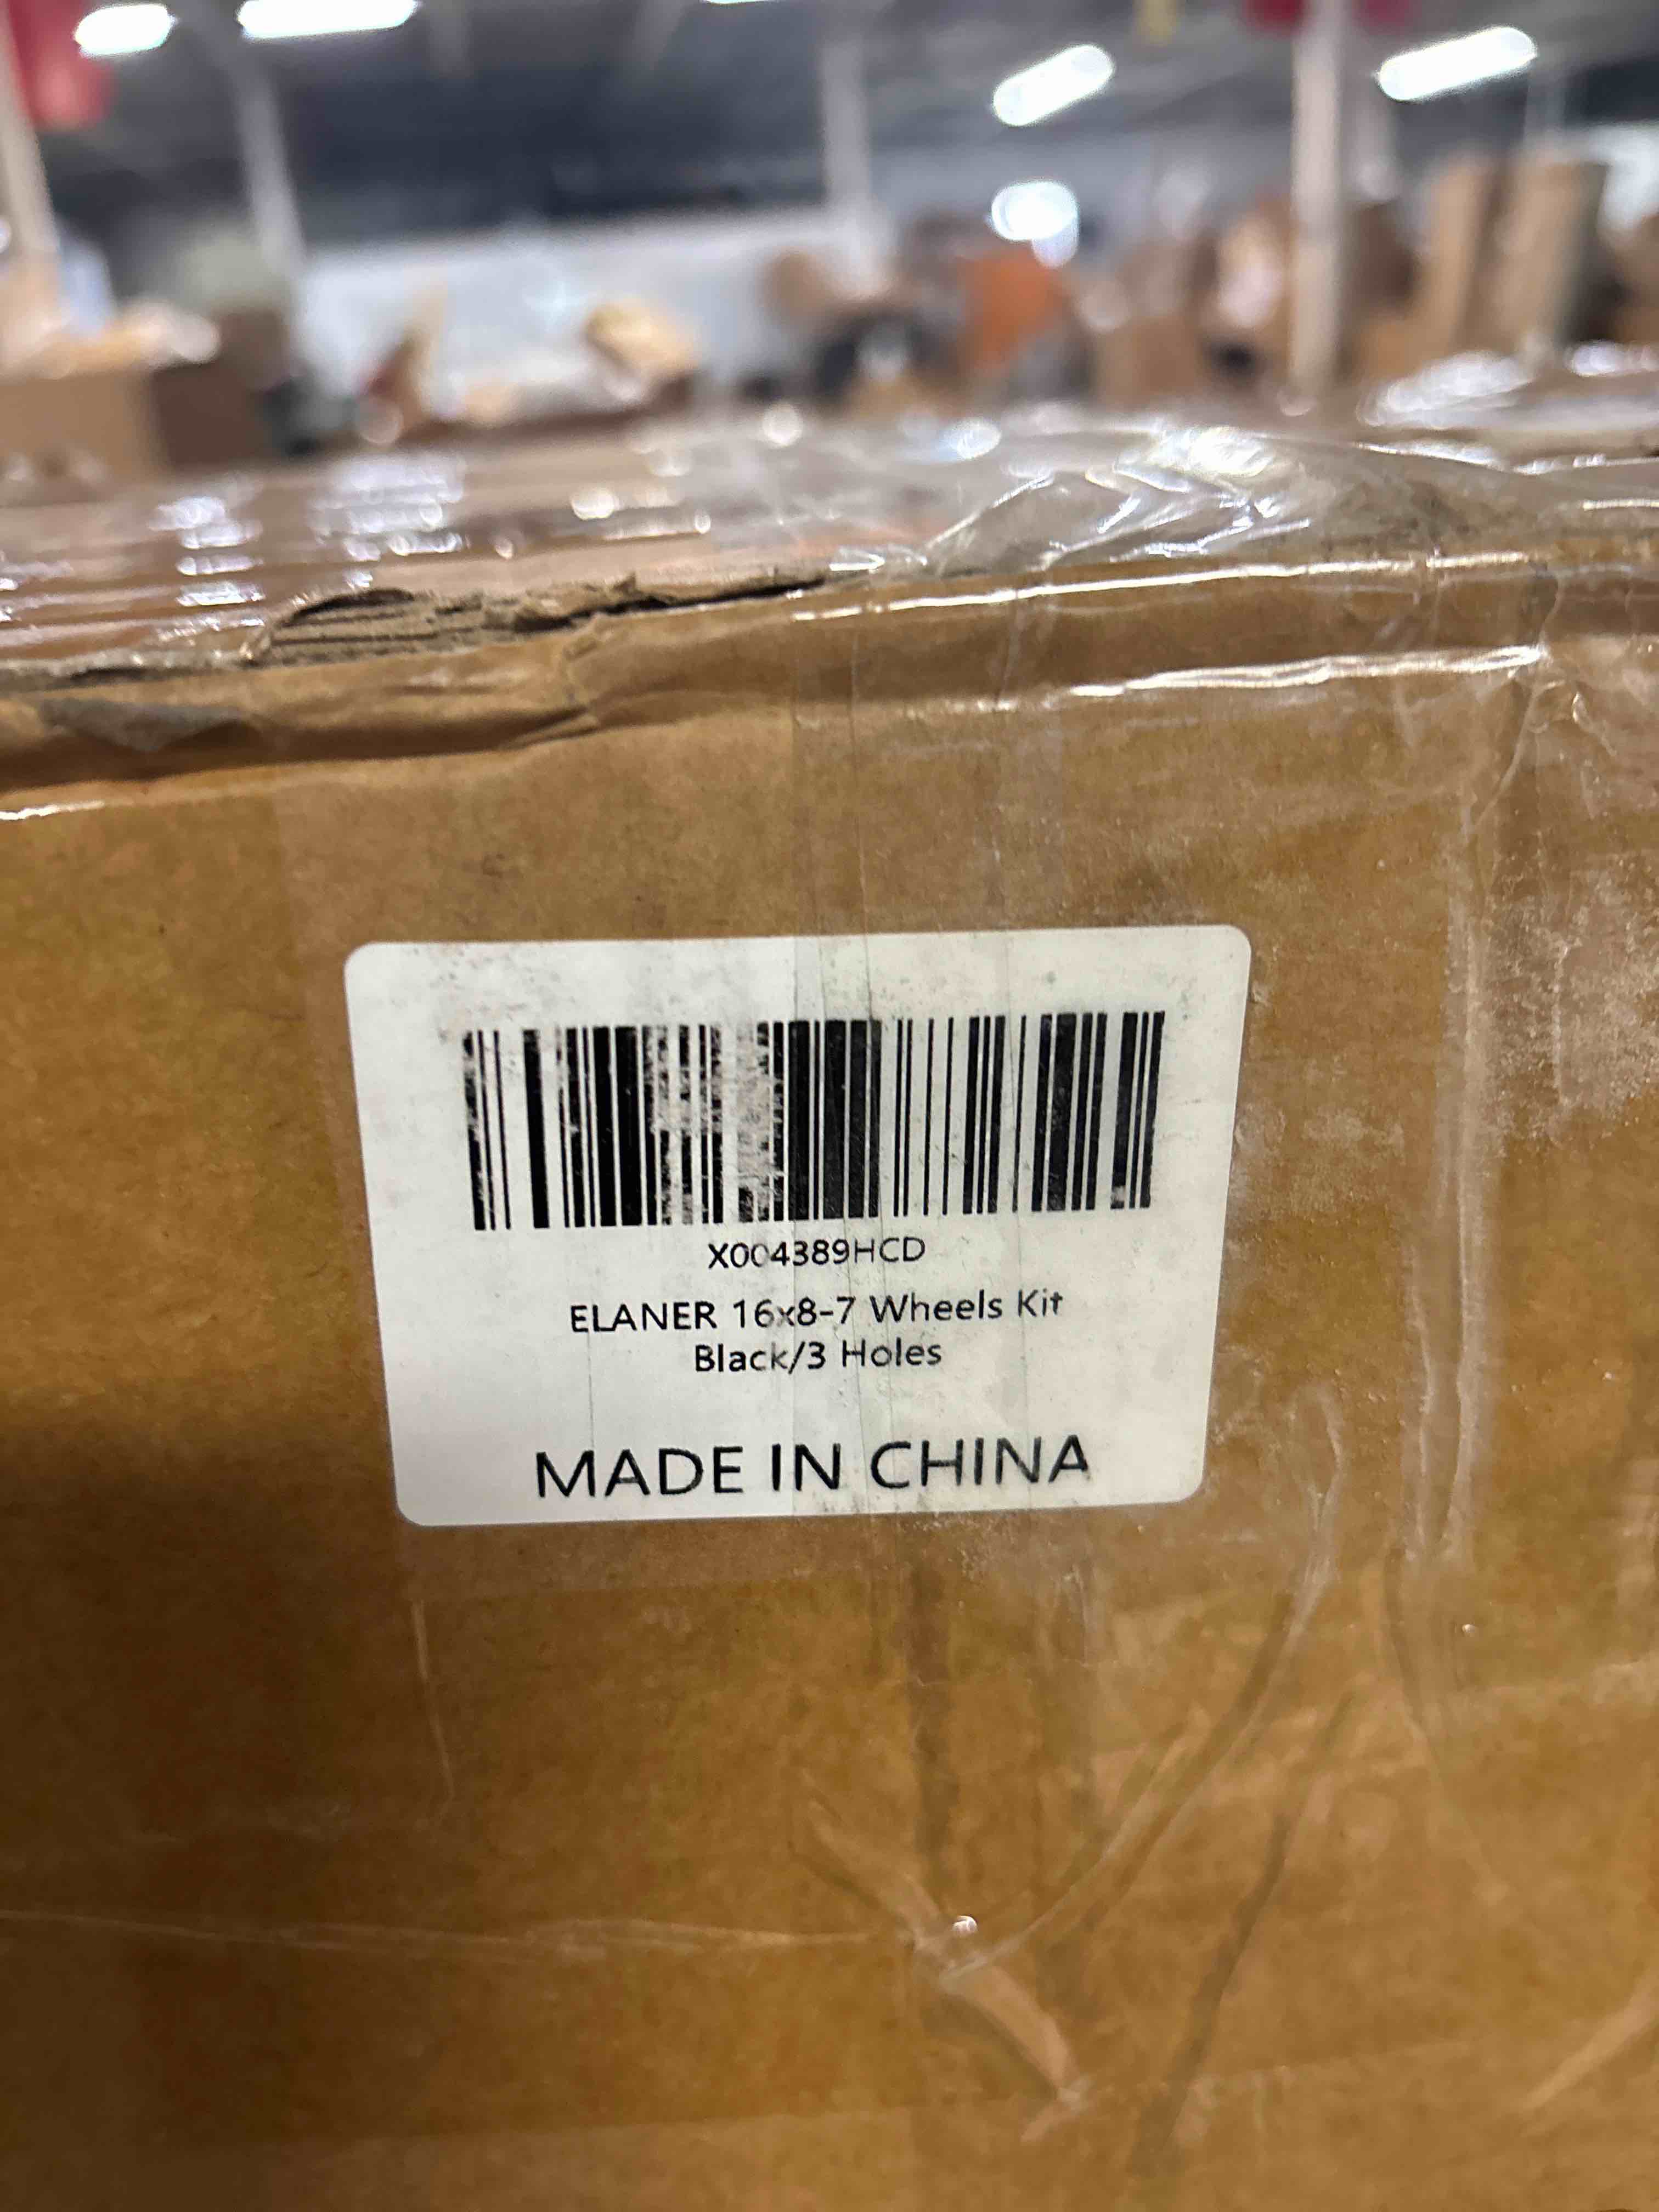 X004389HCD
ELANER 16x8-7 Wheels Kit
Black/3 Holes
MADE IN CHINA